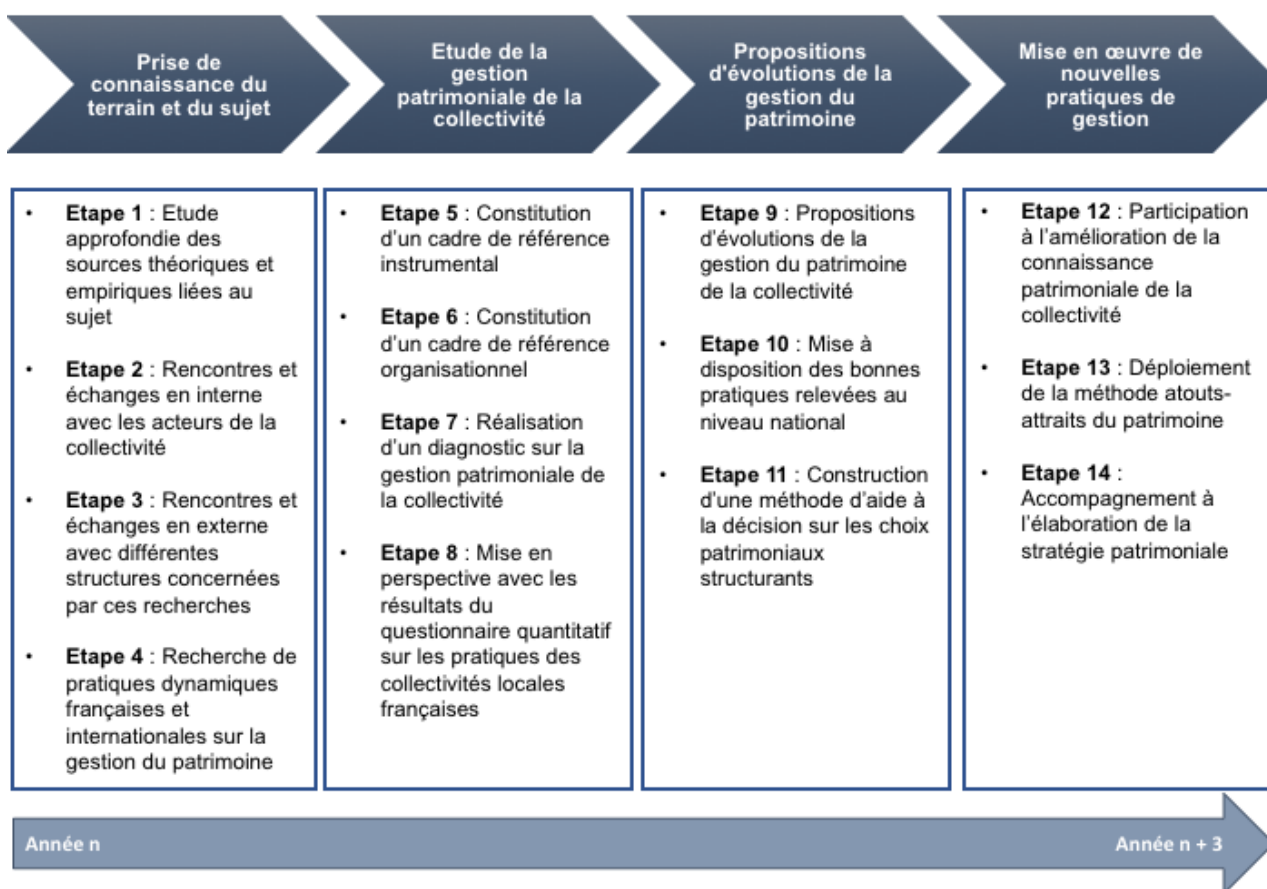 Prise de
connaissance du
terrain et du sujet
Etude de la
gestion
patrimoniale de la
collectivité
Propositions
d'évolutions de la
gestion du
patrimoine
Mise en œuvre de
nouvelles
pratiques de
gestion
• Etape 1 : Etude
approfondie des
sources théoriques et
empiriques liées au
sujet
• Etape 2 : Rencontres et
échanges en interne
avec les acteurs de la
collectivité
• Etape 3 : Rencontres et
échanges en externe
avec différentes
structures concernées
par ces recherches
• Etape 4 : Recherche de
pratiques dynamiques
françaises et
internationales sur la
gestion du patrimoine
• Etape 5 : Constitution
d'un cadre de référence
instrumental
• Etape 6 : Constitution
d'un cadre de référence
organisationnel
• Etape 7 : Réalisation
d'un diagnostic sur la
gestion patrimoniale de
la collectivité
• Etape 8 : Mise en
perspective avec les
résultats du
questionnaire quantitatif
sur les pratiques des
collectivités locales
françaises
• Etape 9 : Propositions
d'évolutions de la
gestion du patrimoine
de la collectivité
• Etape 10 : Mise à
disposition des bonnes
pratiques relevées au
niveau national
• Etape 11 : Construction
d'une méthode d'aide à
la décision sur les choix
patrimoniaux
structurants
• Etape 12 : Participation
à l'amélioration de la
connaissance
patrimoniale de la
collectivité
• Etape 13 : Déploiement
de la méthode atouts-
attraits du patrimoine
• Etape 14 :
Accompagnement à
l'élaboration de la
stratégie patrimoniale
Année n
Année n + 3